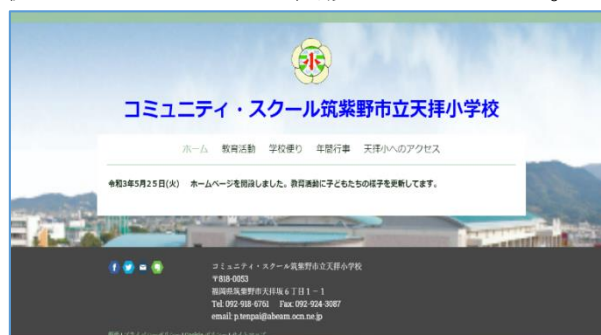 小
コミュニティ・スクール筑紫野市立天拝小学校
ホーム 教育活動 学校便り 年間行事 天拝小へのアクセス
令和3年5月25日(火) ホームページを開設しました。教育活動に子どもたちの様子を更新してます。
コミュニティ・スクール筑紫野市立天拝小学校
〒818-0053
福岡県筑紫野市天拝坂6丁目1-1
Tel: 092-918-6761 Fax: 092-924-3087
email: p.tenpai@abeam.ocn.ne.jp